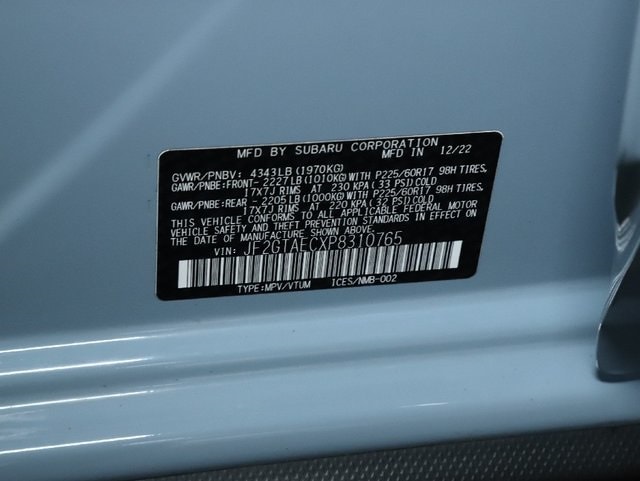 MFD BY SUBARU CORPORATION
MADE IN JAPAN 12/22
GVWR/PNBV: 4343LB(1970KG)
GAWR/PNBE:FRONT- 2227LB(1010KG)WITH P225/60R17 98H TIRES,
17X7J RIMS AT 230 KPA(33 PSI)COLD
GAWR/PNBE:REAR - 2205LB(1000KG)WITH P225/60R17 98H TIRES,
17X7J RIMS AT 220 KPA(32 PSI)COLD
THIS VEHICLE CONFORMS TO ALL APPLICABLE U.S. FEDERAL MOTOR
VEHICLE SAFETY AND THEFT PREVENTION STANDARDS IN EFFECT ON
THE DATE OF MANUFACTURE SHOWN ABOVE.
VIN: JF2GTAECXP8310765
TYPE:MPV/VTUM ICES/NMB-002